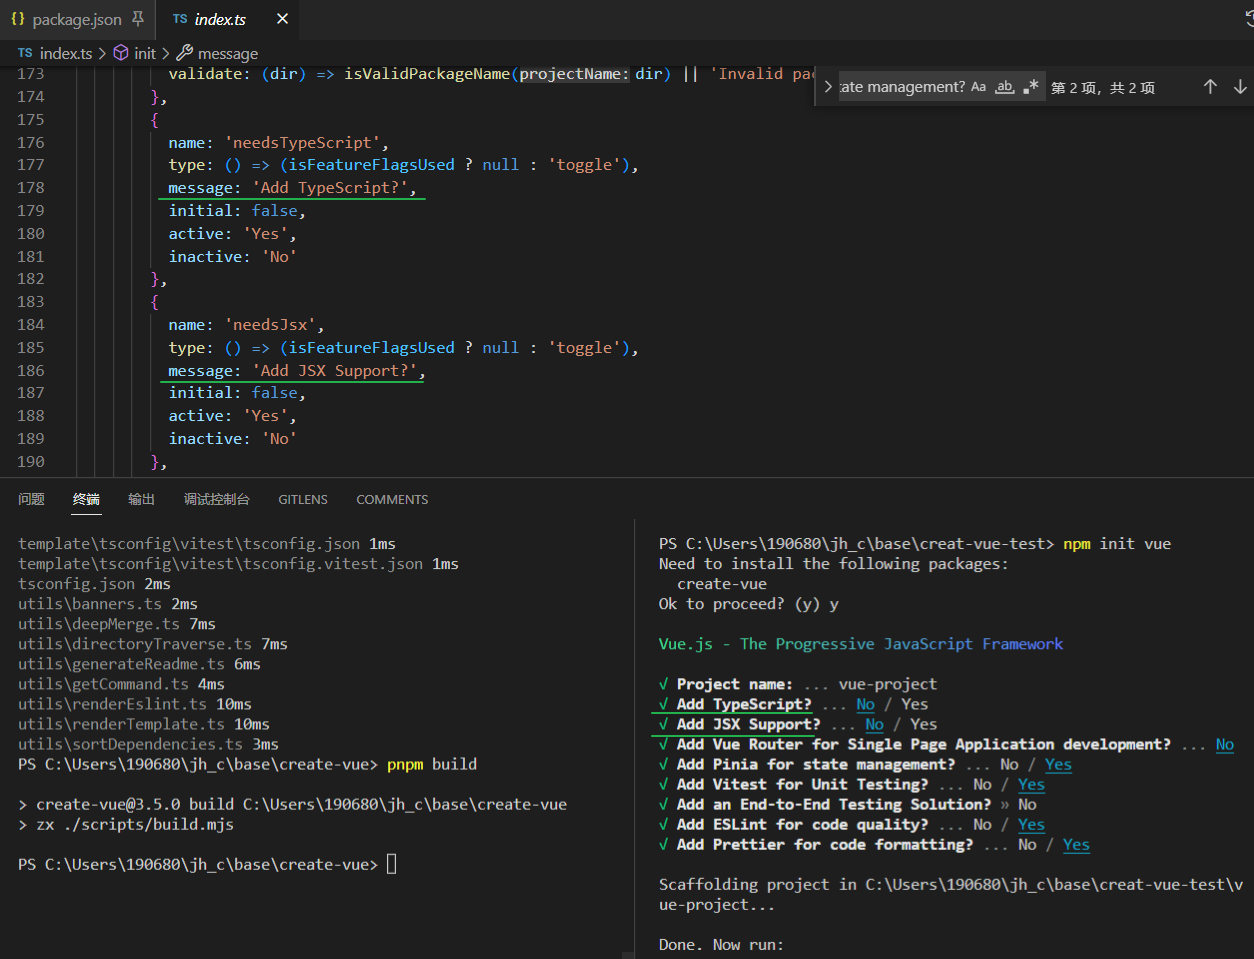 {} package.json
TS index.ts
TS index.ts > init > message
173 validate: (dir) => isValidPackageName(projectName: dir) || 'Invalid pac
tate management? Aa ab .* 第 2 项，共 2 项
174 },
175 {
176 name: 'needsTypeScript',
177 type: () => (isFeatureFlagsUsed ? null : 'toggle'),
178 message: 'Add TypeScript?',
179 initial: false,
180 active: 'Yes',
181 inactive: 'No'
182 },
183 {
184 name: 'needsJsx',
185 type: () => (isFeatureFlagsUsed ? null : 'toggle'),
186 message: 'Add JSX Support?',
187 initial: false,
188 active: 'Yes',
189 inactive: 'No'
190 },
问题 终端 输出 调试控制台 GITLENS COMMENTS
template\tsconfig\vitest\tsconfig.json 1ms
template\tsconfig\vitest\tsconfig.vitest.json 1ms
tsconfig.json 2ms
utils\banners.ts 2ms
utils\deepMerge.ts 7ms
utils\directoryTraverse.ts 7ms
utils\generateReadme.ts 6ms
utils\getCommand.ts 4ms
utils\renderEslint.ts 10ms
utils\renderTemplate.ts 10ms
utils\sortDependencies.ts 3ms
PS C:\Users\190680\jh_c\base\create-vue> pnpm build
> create-vue@3.5.0 build C:\Users\190680\jh_c\base\create-vue
> zx ./scripts/build.mjs
PS C:\Users\190680\jh_c\base\create-vue>
PS C:\Users\190680\jh_c\base\creat-vue-test> npm init vue
Need to install the following packages:
create-vue
Ok to proceed? (y) y
Vue.js - The Progressive JavaScript Framework
√ Project name: ... vue-project
√ Add TypeScript? ... No / Yes
√ Add JSX Support? ... No / Yes
√ Add Vue Router for Single Page Application development? ... No
√ Add Pinia for state management? ... No / Yes
√ Add Vitest for Unit Testing? ... No / Yes
√ Add an End-to-End Testing Solution? » No
√ Add ESLint for code quality? ... No / Yes
√ Add Prettier for code formatting? ... No / Yes
Scaffolding project in C:\Users\190680\jh_c\base\creat-vue-test\v
ue-project...
Done. Now run: